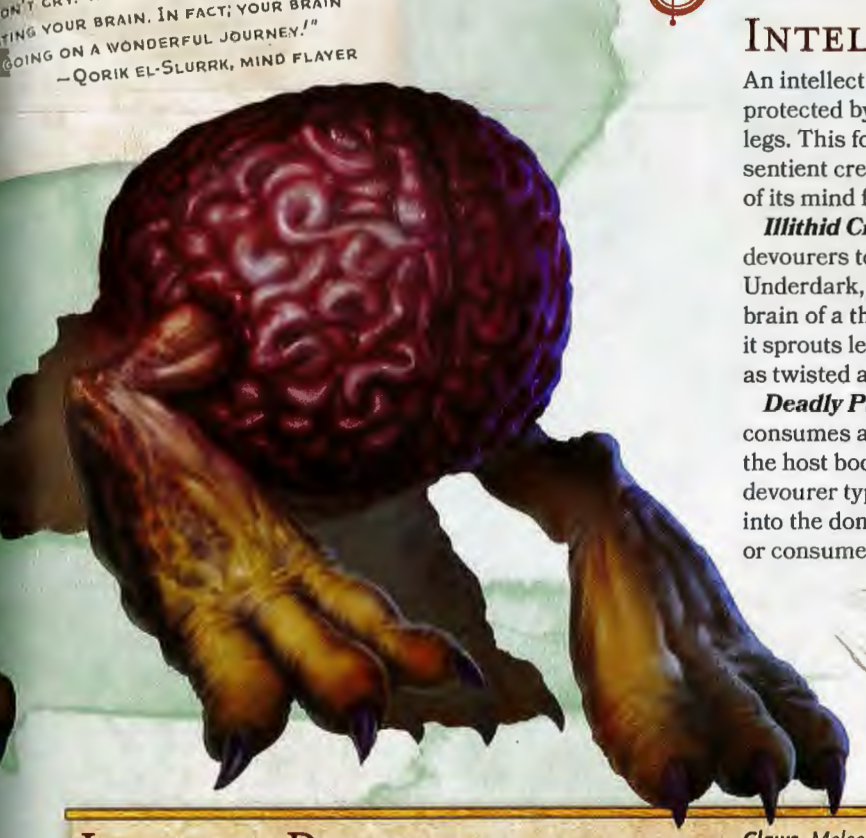 TING YOUR BRAIN. IN FACT; YOUR BRAIN
GOING ON A WONDERFUL JOURNEY!"
—QORIK EL-SLURRK, MIND FLAYER
INTEL
An intellect
protected by
legs. This fo
sentient cre
of its mind f
Illithid Cr
devourers to
Underdark,
brain of a th
it sprouts le
as twisted a
Deadly P
consumes a
the host bod
devourer typ
into the dom
or consume